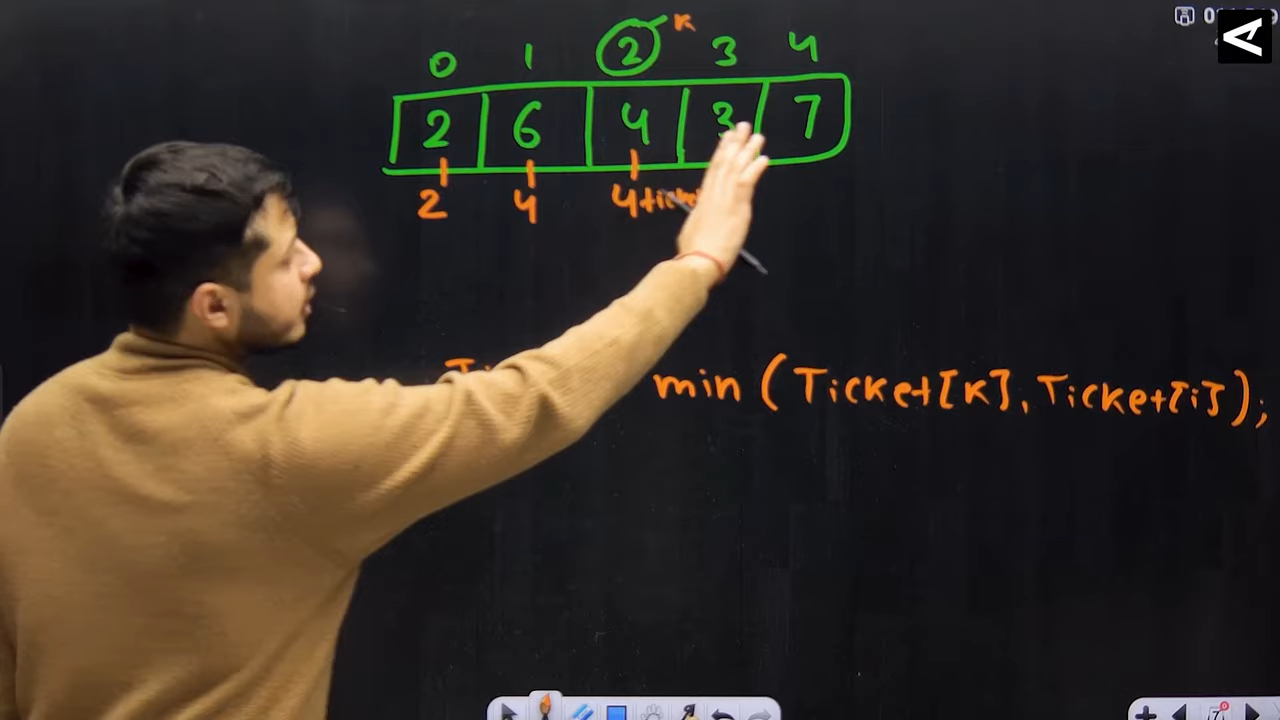 K
0 1 2 3 4
2 6 4 3 7
2 4 4
min (Ticket[K], Ticket[i]);